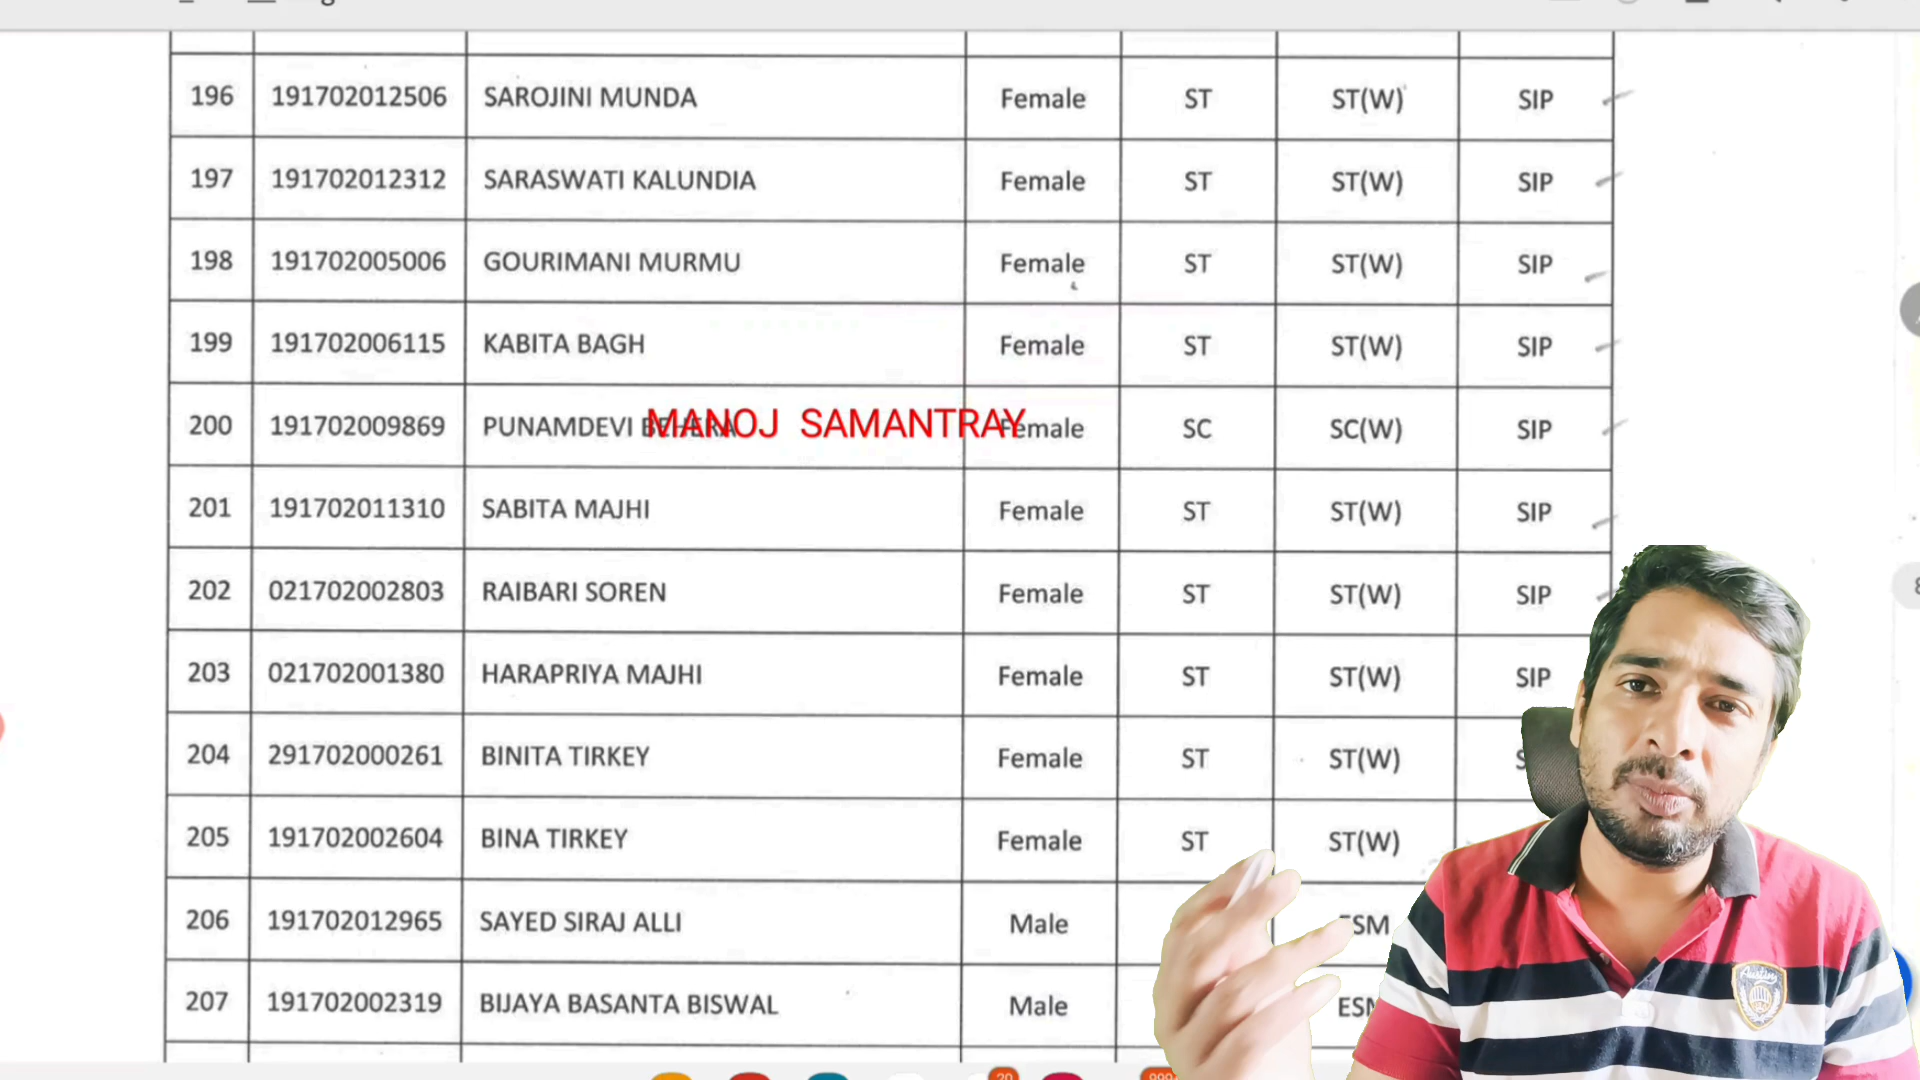 196 191702012506 SAROJINI MUNDA Female ST ST(W) SIP
197 191702012312 SARASWATI KALUNDIA Female ST ST(W) SIP
198 191702005006 GOURIMANI MURMU Female ST ST(W) SIP
199 191702006115 KABITA BAGH Female ST ST(W) SIP
200 191702009869 PUNAMDEVI BEHERA Female SC SC(W) SIP
MANOJ SAMANTRAY
201 191702011310 SABITA MAJHI Female ST ST(W) SIP
202 021702002803 RAIBARI SOREN Female ST ST(W) SIP
203 021702001380 HARAPRIYA MAJHI Female ST ST(W) SIP
204 291702000261 BINITA TIRKEY Female ST ST(W)
205 191702002604 BINA TIRKEY Female ST ST(W)
206 191702012965 SAYED SIRAJ ALLI Male
207 191702002319 BIJAYA BASANTA BISWAL Male
Austin